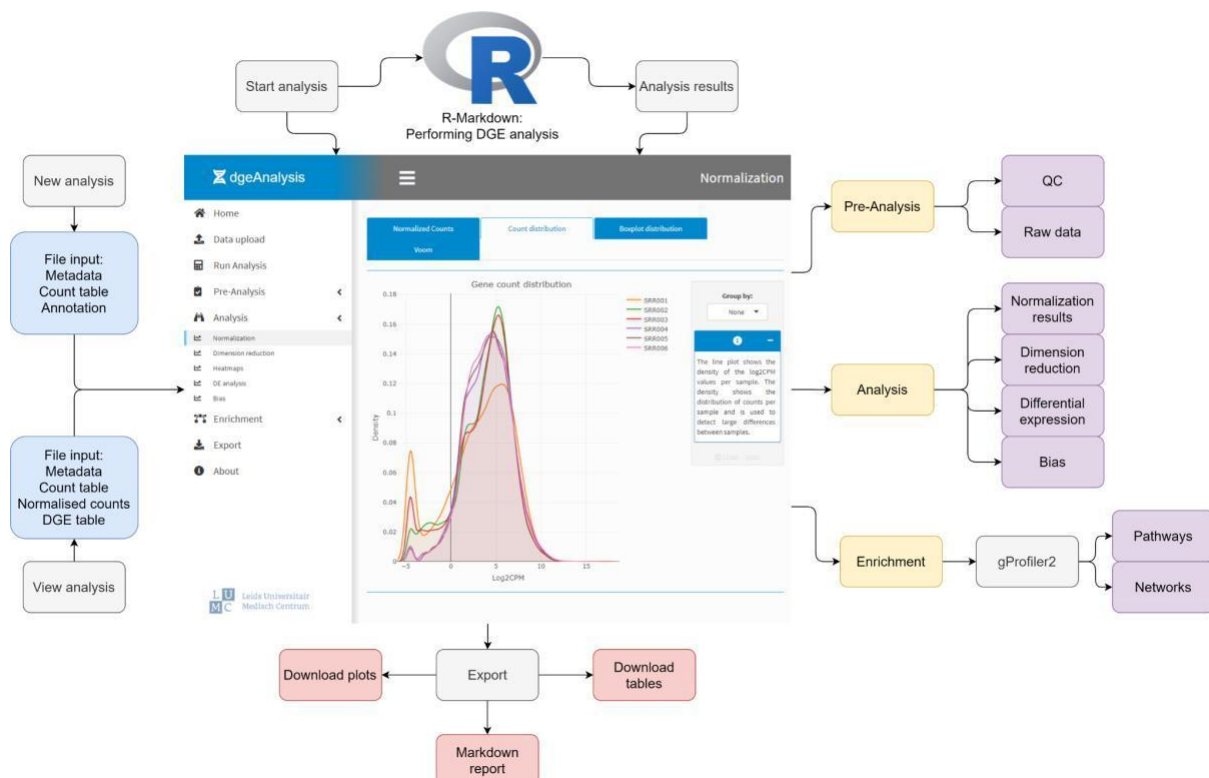 Start analysis
R
Analysis results
R-Markdown:
Performing DGE analysis
New analysis
File input:
Metadata
Count table
Annotation
File input:
Metadata
Count table
Normalised counts
DGE table
View analysis
dgeAnalysis
Normalization
Home
Data upload
Run Analysis
Pre-Analysis
Analysis
Normalization
Dimension reduction
Heatmaps
DE analysis
Bias
Enrichment
Export
About
L U
M C
Leids Universitair
Medisch Centrum
Normalized Counts
Count distribution
Boxplot distribution
Voom
Gene count distribution
0.18
0.16
0.14
0.12
0.1
0.08
0.06
0.04
0.02
0
Density
−5
0
5
10
15
Log2CPM
SRR001
SRR002
SRR003
SRR004
SRR005
SRR006
Group by:
None
The line plot shows the
density of the log2CPM
values per sample. The
density shows the
distribution of counts per
sample and is used to
detect large differences
between samples.
Pre-Analysis
QC
Raw data
Analysis
Normalization
results
Dimension
reduction
Differential
expression
Bias
Enrichment
gProfiler2
Pathways
Networks
Download plots
Export
Download
tables
Markdown
report